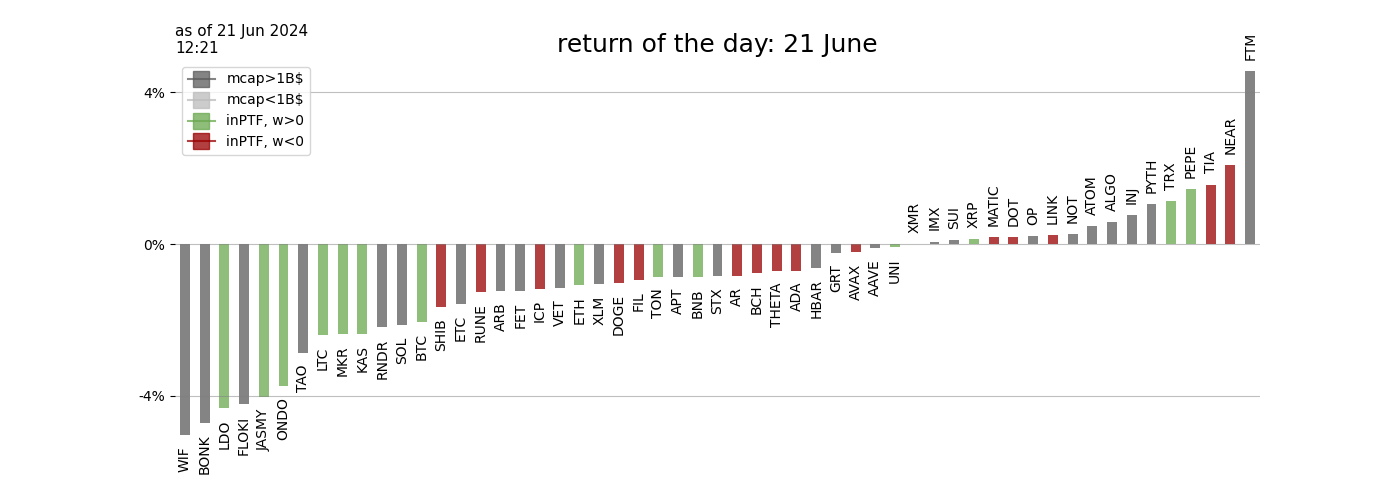 as of 21 Jun 2024
12:21
return of the day: 21 June
mcap>1B$
mcap<1B$
inPTF, w>0
inPTF, w<0
4%
0%
-4%
WIF
BONK
LDO
FLOKI
JASMY
ONDO
TAO
LTC
MKR
KAS
RNDR
SOL
BTC
SHIB
ETC
RUNE
ARB
FET
ICP
VET
ETH
XLM
DOGE
FIL
TON
APT
BNB
STX
AR
BCH
THETA
ADA
HBAR
GRT
AVAX
AAVE
UNI
XMR
IMX
SUI
XRP
MATIC
DOT
OP
LINK
NOT
ATOM
ALGO
INJ
PYTH
TRX
PEPE
TIA
NEAR
FTM